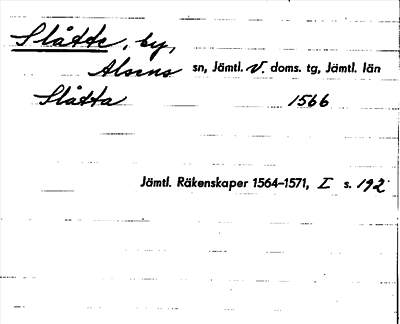 Slåtte, by,
Alsens sn, Jämtl. V. doms. tg, Jämtl. län
Slåtta 1566
Jämtl. Räkenskaper 1564–1571, I s. 192